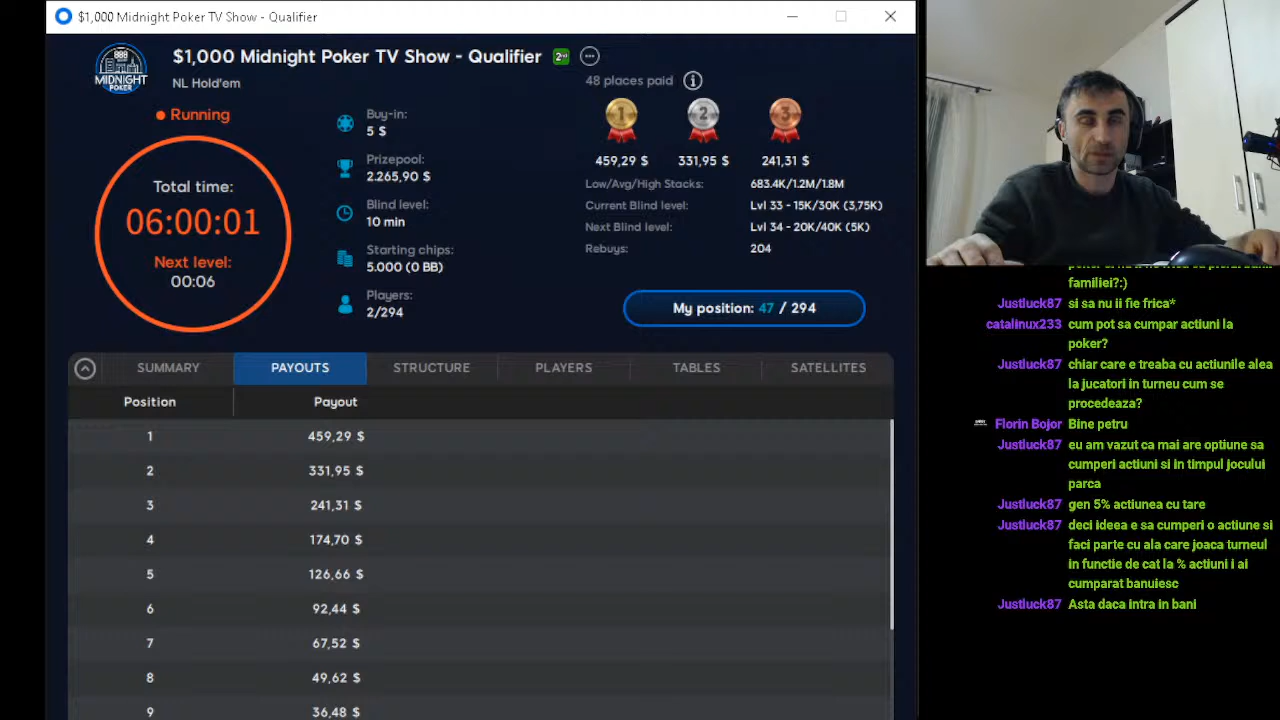 $1,000 Midnight Poker TV Show - Qualifier
888
MIDNIGHT
POKER
$1,000 Midnight Poker TV Show - Qualifier
2nd
NL Hold'em
48 places paid
Running
Total time:
06:00:01
Next level:
00:06
Buy-in:
5 $
Prizepool:
2.265,90 $
Blind level:
10 min
Starting chips:
5.000 (0 BB)
Players:
2/294
1
2
3
459,29 $
331,95 $
241,31 $
Low/Avg/High Stacks: 683.4K/1.2M/1.8M
Current Blind level: Lvl 33 - 15K/30K (3,75K)
Next Blind level: Lvl 34 - 20K/40K (5K)
Rebuys: 204
My position: 47 / 294
SUMMARY PAYOUTS STRUCTURE PLAYERS TABLES SATELLITES
Position Payout
1 459,29 $
2 331,95 $
3 241,31 $
4 174,70 $
5 126,66 $
6 92,44 $
7 67,52 $
8 49,62 $
9 36,48 $
familiei?:)
Justluck87 si sa nu ii fie frica*
catalinux233 cum pot sa cumpar actiuni la
poker?
Justluck87 chiar care e treaba cu actiunile alea
la jucatori in turneu cum se
procedeaza?
Florin Bojor Bine petru
Justluck87 eu am vazut ca mai are optiune sa
cumperi actiuni si in timpul jocului
parca
Justluck87 gen 5% actiunea cu tare
Justluck87 deci ideea e sa cumperi o actiune si
faci parte cu ala care joaca turneul
in functie de cat la % actiuni i ai
cumparat banuiesc
Justluck87 Asta daca intra in bani